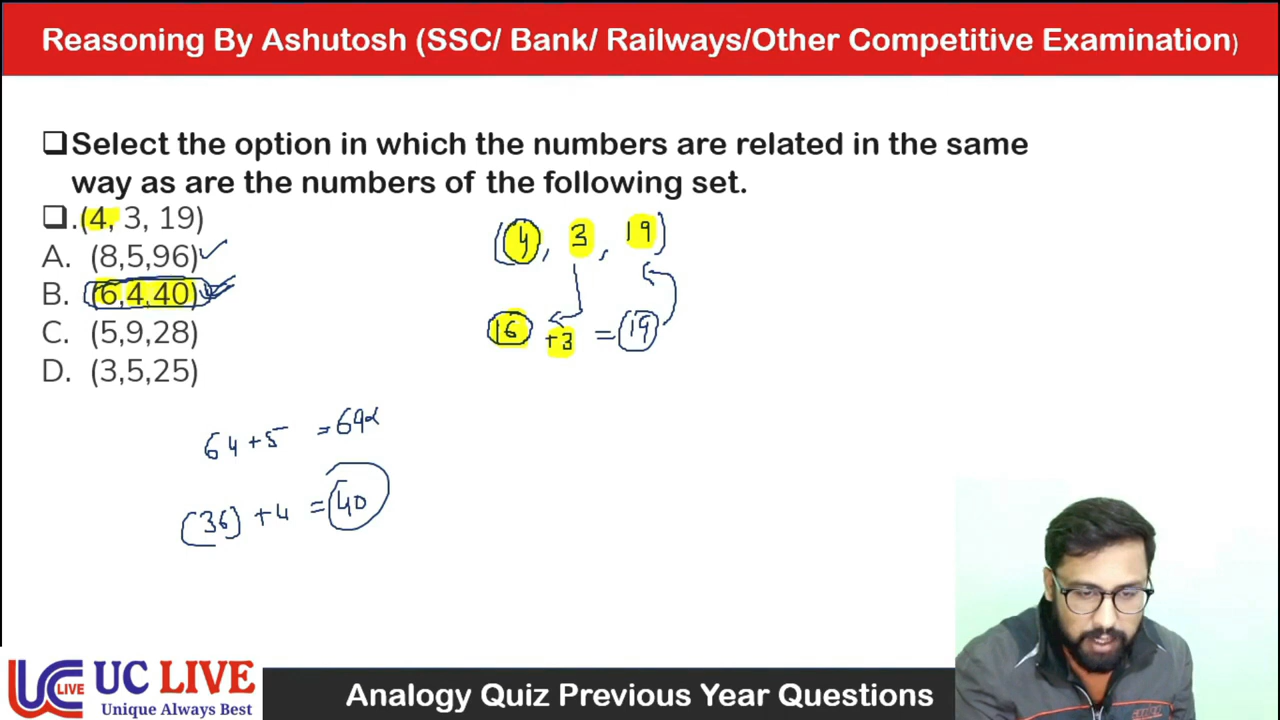 Reasoning By Ashutosh (SSC/ Bank/ Railways/Other Competitive Examination)
❑Select the option in which the numbers are related in the same
way as are the numbers of the following set.
❑.(4, 3, 19)
A. (8,5,96)
B. (6,4,40)
C. (5,9,28)
D. (3,5,25)
(4, 3, 19)
16 +3 = 19
64+5 =69x
(36) +4 = 40
UC LIVE
LIVE
Unique Always Best
Analogy Quiz Previous Year Questions